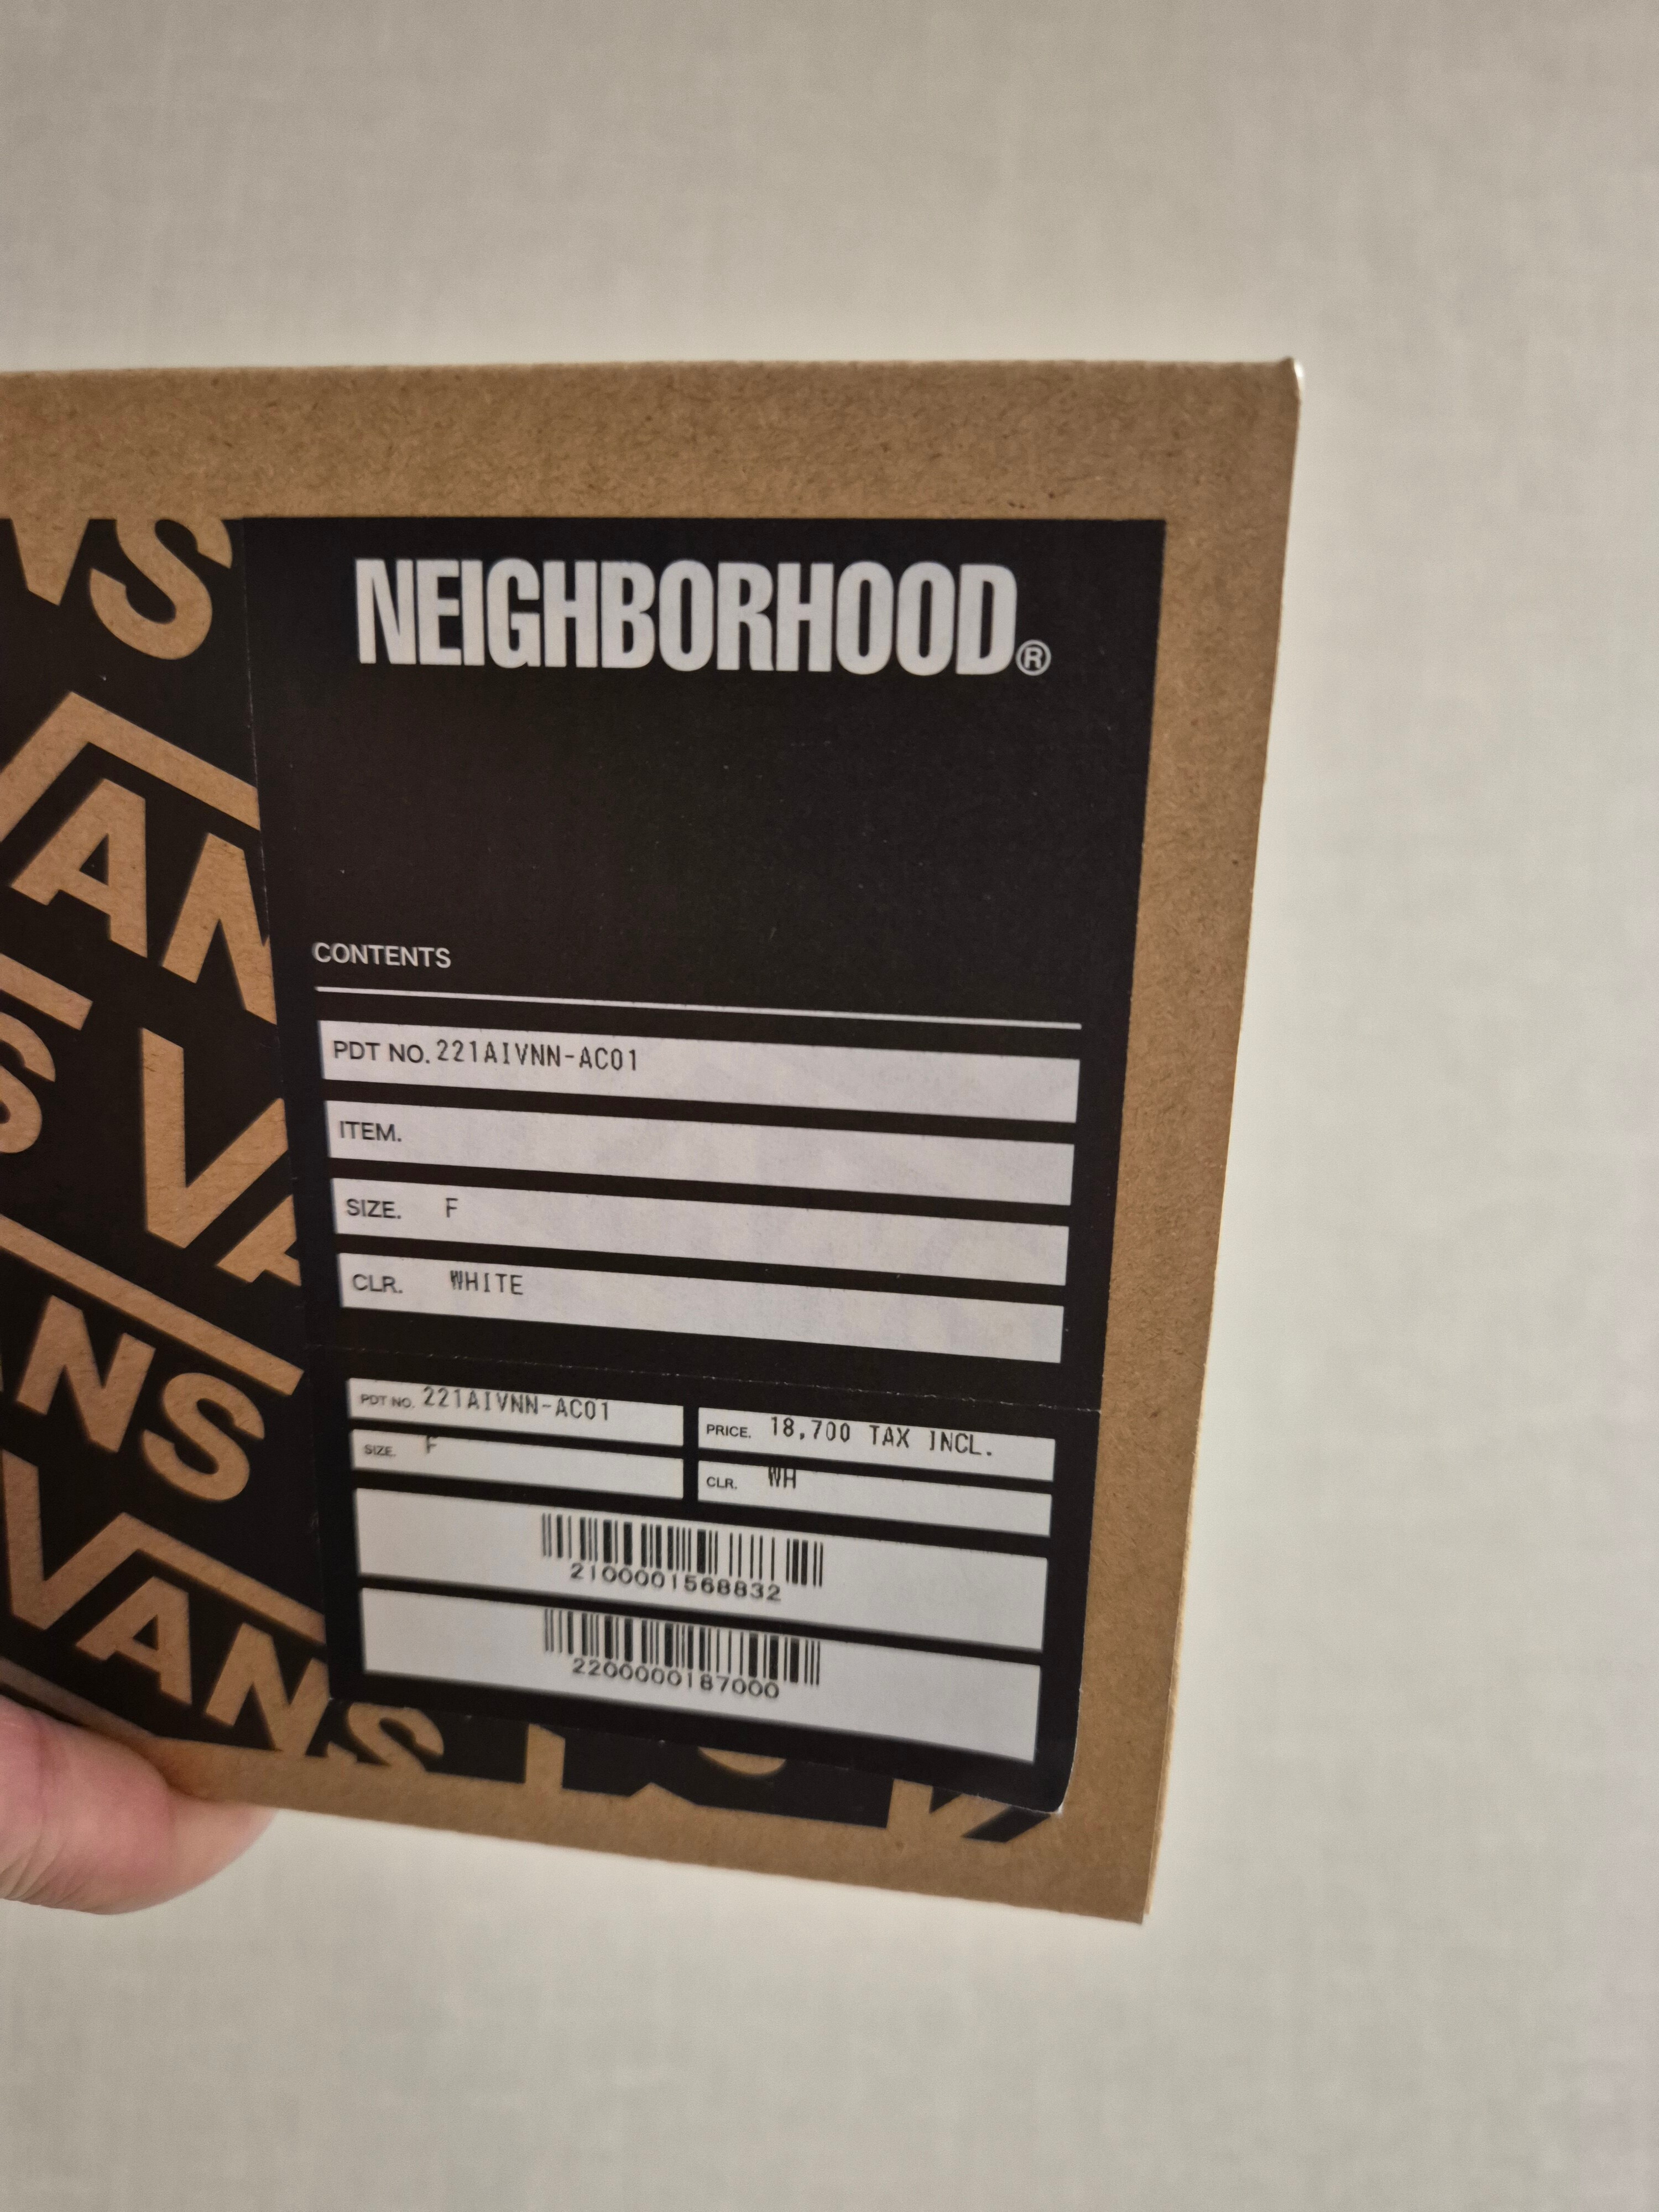 NEIGHBORHOOD®
CONTENTS
PDT NO. 221AIVNN-AC01
ITEM.
SIZE. F
CLR. WHITE
PDT NO. 221AIVNN-AC01
PRICE. 18,700 TAX INCL.
SIZE. F
CLR. WH
2100001568832
2200000187000
VANS
VANS
VANS
VANS